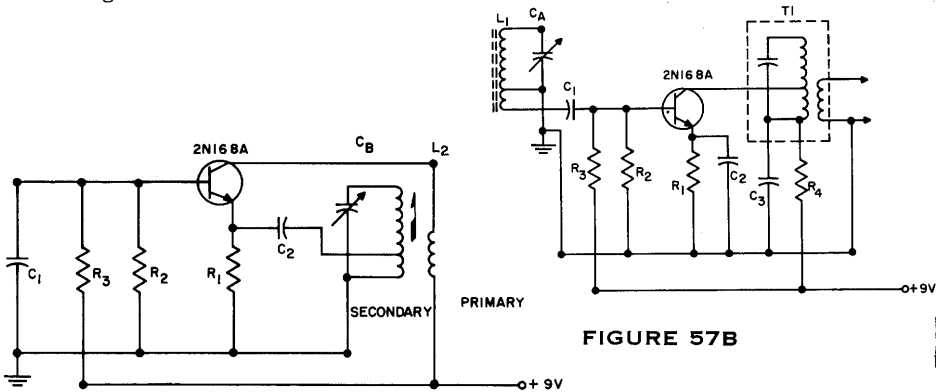 2N168A
C1
R3
R2
R1
C2
CB
L2
SECONDARY
PRIMARY
+9V
L1
CA
C1
2N168A
T1
R3
R2
R1
C2
C3
R4
+9V
FIGURE 57B